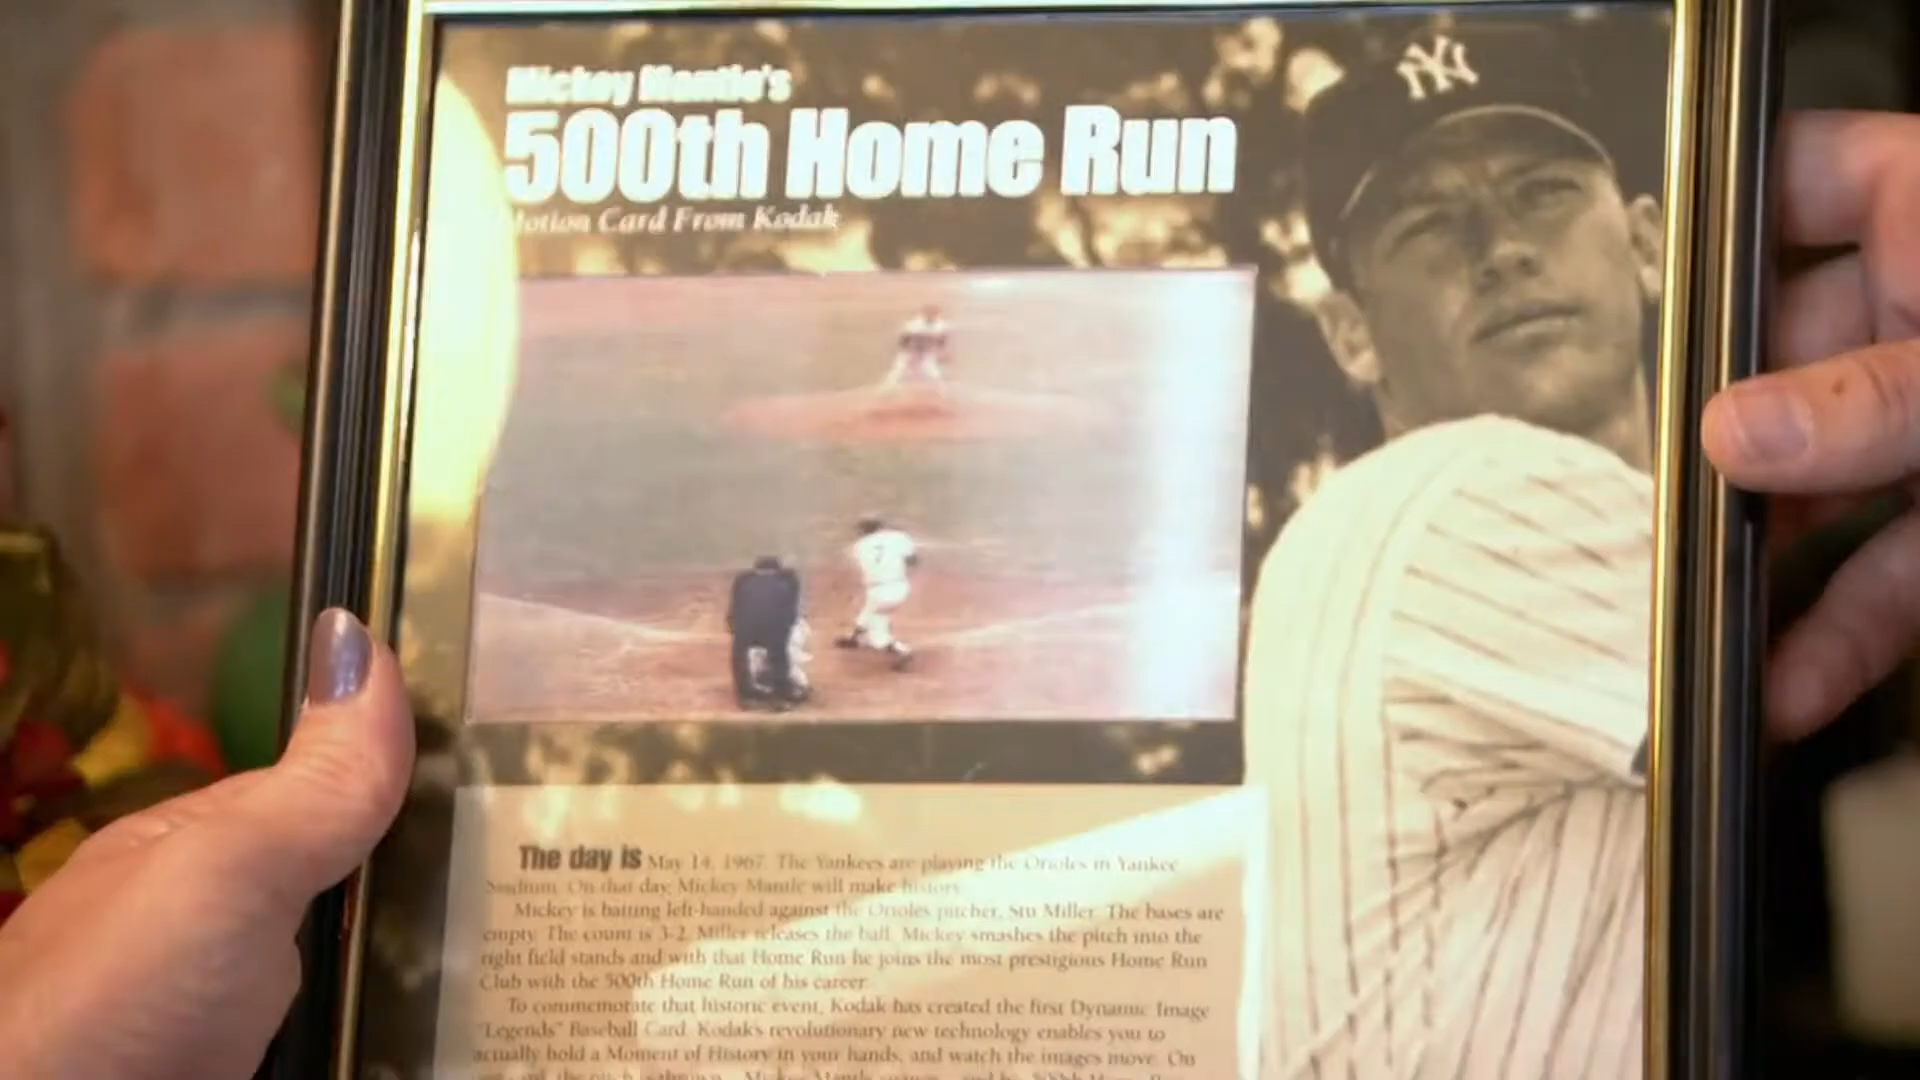 Mickey Mantle's
500th Home Run
Motion Card From Kodak
NY
7
The day is May 14, 1967. The Yankees are playing the Orioles in Yankee
Stadium. On that day, Mickey Mantle will make history.
Mickey is batting left-handed against the Orioles pitcher, Stu Miller. The bases are
empty. The count is 3-2. Miller releases the ball. Mickey smashes the pitch into the
right field stands and with that Home Run he joins the most prestigious Home Run
Club with the 500th Home Run of his career.
To commemorate that historic event, Kodak has created the first Dynamic Image
"Legends" Baseball Card. Kodak's revolutionary new technology enables you to
actually hold a Moment of History in your hands, and watch the images move. On
the pitch is thrown Mickey Mantle